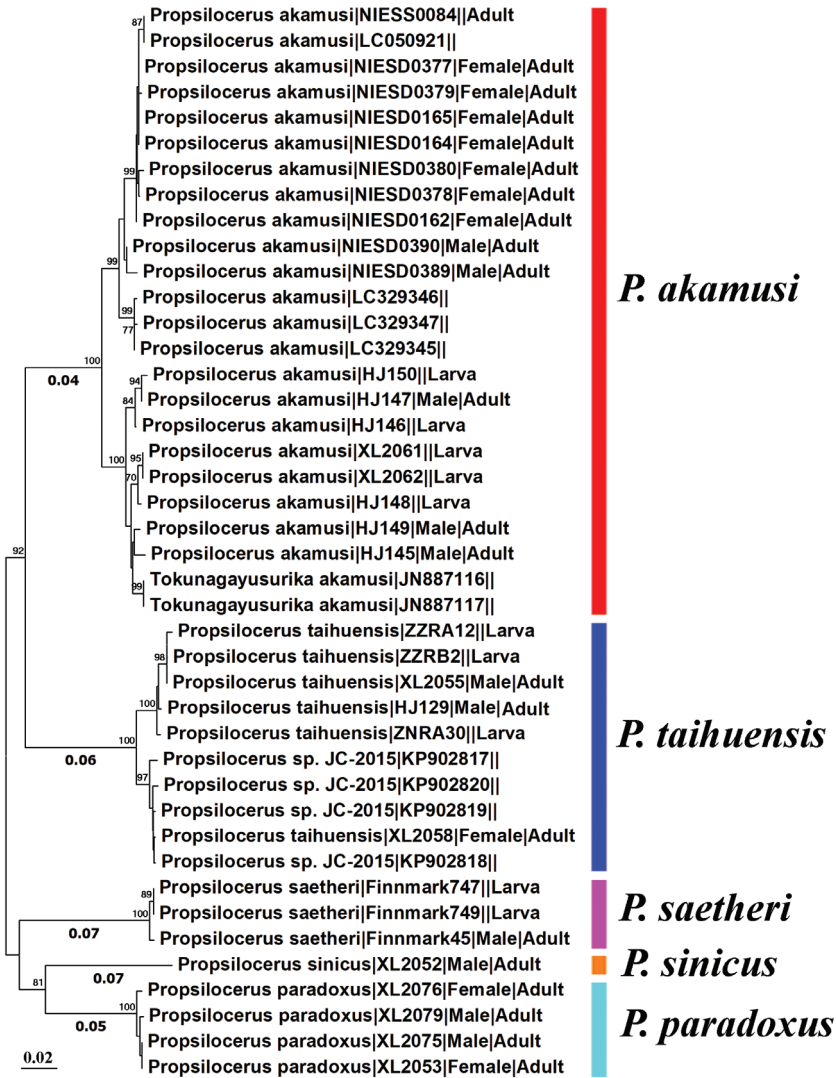 87
Propsilocerus akamusi|NIESS0084||Adult
Propsilocerus akamusi|LC050921||
Propsilocerus akamusi|NIESD0377|Female|Adult
Propsilocerus akamusi|NIESD0379|Female|Adult
Propsilocerus akamusi|NIESD0165|Female|Adult
Propsilocerus akamusi|NIESD0164|Female|Adult
99
Propsilocerus akamusi|NIESD0380|Female|Adult
Propsilocerus akamusi|NIESD0378|Female|Adult
Propsilocerus akamusi|NIESD0162|Female|Adult
Propsilocerus akamusi|NIESD0390|Male|Adult
99
Propsilocerus akamusi|NIESD0389|Male|Adult
P. akamusi
Propsilocerus akamusi|LC329346||
99
Propsilocerus akamusi|LC329347||
77
Propsilocerus akamusi|LC329345||
100
0.04
Propsilocerus akamusi|HJ150||Larva
94
Propsilocerus akamusi|HJ147|Male|Adult
84
Propsilocerus akamusi|HJ146||Larva
Propsilocerus akamusi|XL2061||Larva
95
100
Propsilocerus akamusi|XL2062||Larva
70
Propsilocerus akamusi|HJ148||Larva
Propsilocerus akamusi|HJ149|Male|Adult
Propsilocerus akamusi|HJ145|Male|Adult
92
Tokunagayusurika akamusi|JN887116||
99
Tokunagayusurika akamusi|JN887117||
Propsilocerus taihuensis|ZZRA12||Larva
98
Propsilocerus taihuensis|ZZRB2||Larva
Propsilocerus taihuensis|XL2055|Male|Adult
100
Propsilocerus taihuensis|HJ129|Male|Adult
Propsilocerus taihuensis|ZNRA30||Larva
P. taihuensis
100
0.06
Propsilocerus sp. JC-2015|KP902817||
97
Propsilocerus sp. JC-2015|KP902820||
Propsilocerus sp. JC-2015|KP902819||
Propsilocerus taihuensis|XL2058|Female|Adult
Propsilocerus sp. JC-2015|KP902818||
Propsilocerus saetheri|Finnmark747||Larva
89
Propsilocerus saetheri|Finnmark749||Larva
P. saetheri
100
0.07
Propsilocerus saetheri|Finnmark45|Male|Adult
Propsilocerus sinicus|XL2052|Male|Adult
P. sinicus
0.07
81
Propsilocerus paradoxus|XL2076|Female|Adult
100
0.05
Propsilocerus paradoxus|XL2079|Male|Adult
P. paradoxus
Propsilocerus paradoxus|XL2075|Male|Adult
0.02
Propsilocerus paradoxus|XL2053|Female|Adult